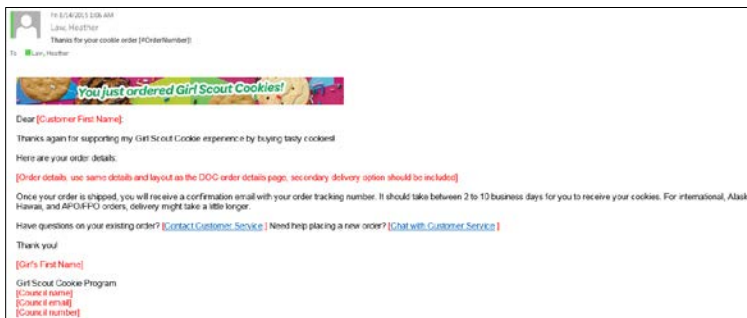 Fri 8/14/2015 1:06 AM
Law, Heather
Thanks for your cookie order [#OrderNumber]!
To Law, Heather
You just ordered Girl Scout Cookies!
Dear [Customer First Name]:
Thanks again for supporting my Girl Scout Cookie experience by buying tasty cookies!
Here are your order details:
[Order details, use same details and layout as the DOC order details page, secondary delivery option should be included]
Once your order is shipped, you will receive a confirmation email with your order tracking number. It should take between 2 to 10 business days for you to receive your cookies. For international, Alask
Hawaii, and APO/FPO orders, delivery might take a little longer.
Have questions on your existing order? [Contact Customer Service ] Need help placing a new order? [Chat with Customer Service ]
Thank you!
[Girl's First Name]
Girl Scout Cookie Program
[Council name]
[Council email]
[Council number]